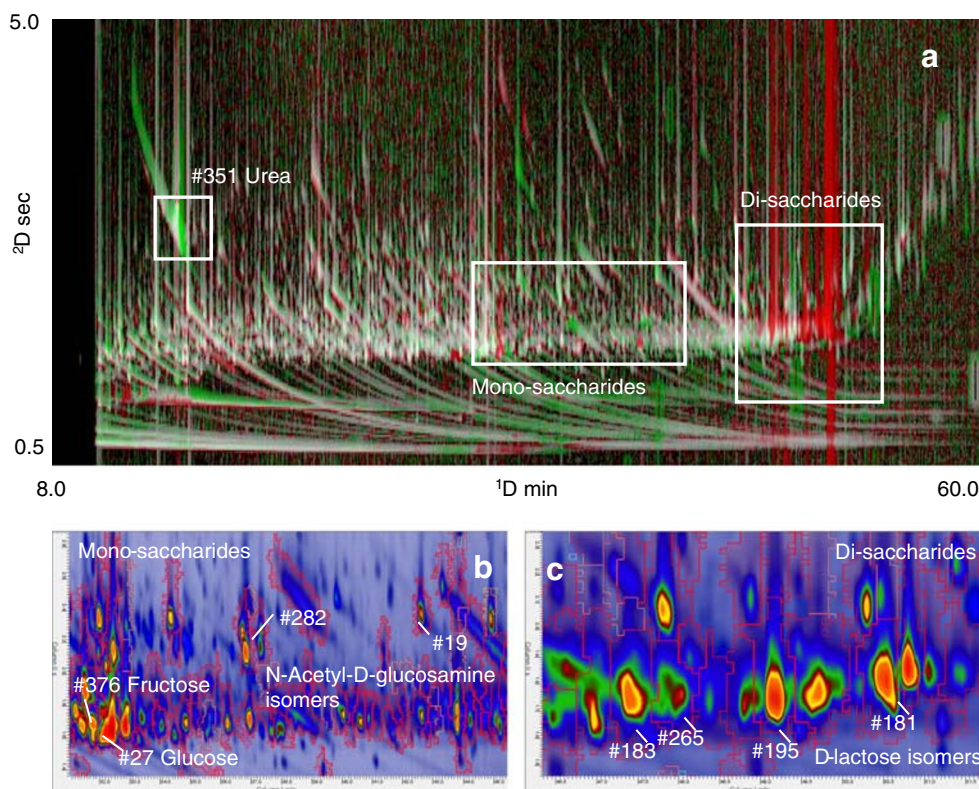 5.0
a
#351 Urea
Di-saccharides
²D sec
Mono-saccharides
0.5
8.0
¹D min
60.0
Mono-saccharides
b
#282
#19
N-Acetyl-D-glucosamine
isomers
#376 Fructose
#27 Glucose
c
Di-saccharides
#183
#265
#195
#181
D-lactose isomers